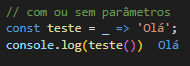 // com ou sem parâmetros
const teste = _ => 'Olá';
console.log(teste()) Olá